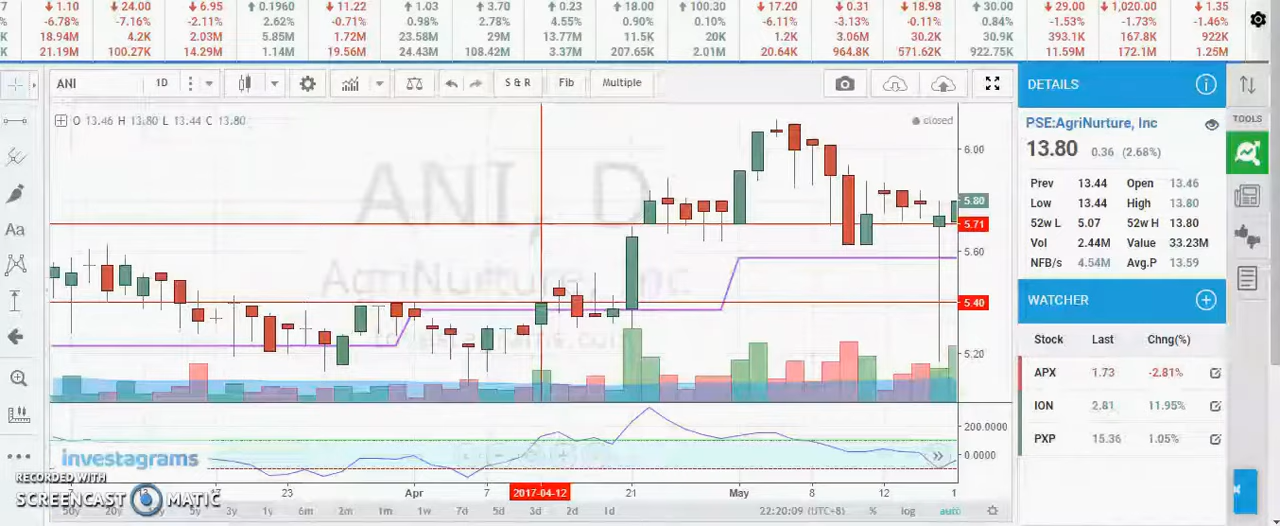 1.10 24.00 6.95 0.1960 11.22 1.03 3.70 0.23 18.00 100.30 17.20 0.31 18.98 30.00 29.00 1,020.00 1.35
-6.78% -7.16% -2.11% 2.62% -0.71% 0.98% 2.78% 4.55% 0.90% 0.10% -6.11% -3.13% -0.11% 0.84% -1.53% -1.73% -1.46%
K 18.94M 4.2K 2.03M 5.85M 1.72M 23.58M 29M 13.77M 11.5K 20K 1.2K 3.06M 30.2K 30.9K 393.1K 167.8K 922K
K 21.19M 100.27K 14.29M 1.14M 19.56M 24.43M 108.42M 3.37M 207.65K 2.01M 20.64K 964.8K 571.62K 922.75K 11.59M 172.1M 1.25M
ANI 1D S & R Fib Multiple
O 13.46 H 13.80 L 13.44 C 13.80
closed
ANI, D
AgriNurture, Inc
6.00
5.80
5.71
5.60
5.40
5.20
200.0000
0.0000
investagrams
23 Apr 7 2017-04-12 21 May 8 12 1
5y 3y 1y 6m 2m 1m 1w 7d 5d 3d 2d 1d
22:20:09 (UTC+8) % log auto
RECORDED WITH
SCREENCAST MATIC
Aa
DETAILS
PSE:AgriNurture, Inc
13.80 0.36 (2.68%)
Prev 13.44 Open 13.46
Low 13.44 High 13.80
52w L 5.07 52w H 13.80
Vol 2.44M Value 33.23M
NFB/s 4.54M Avg.P 13.59
WATCHER
Stock Last Chng(%)
APX 1.73 -2.81%
ION 2.81 11.95%
PXP 15.36 1.05%
TOOLS